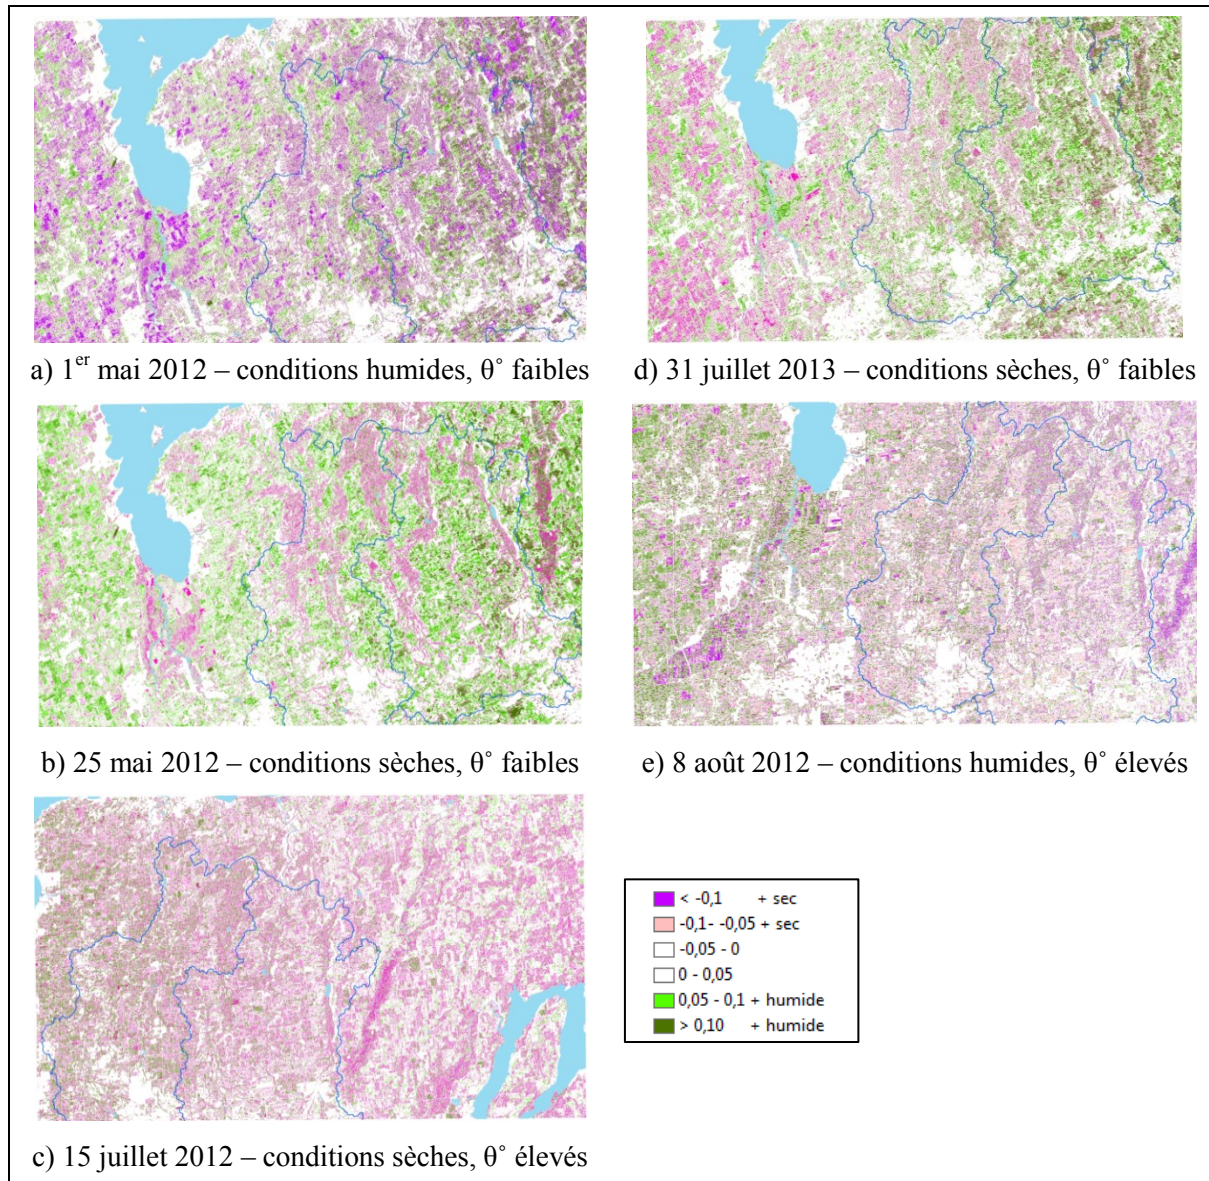 a) 1er mai 2012 – conditions humides, θ° faibles
d) 31 juillet 2013 – conditions sèches, θ° faibles
b) 25 mai 2012 – conditions sèches, θ° faibles
e) 8 août 2012 – conditions humides, θ° élevés
c) 15 juillet 2012 – conditions sèches, θ° élevés
< -0,1 + sec
-0,1- -0,05 + sec
-0,05 - 0
0 - 0,05
0,05 - 0,1 + humide
> 0,10 + humide